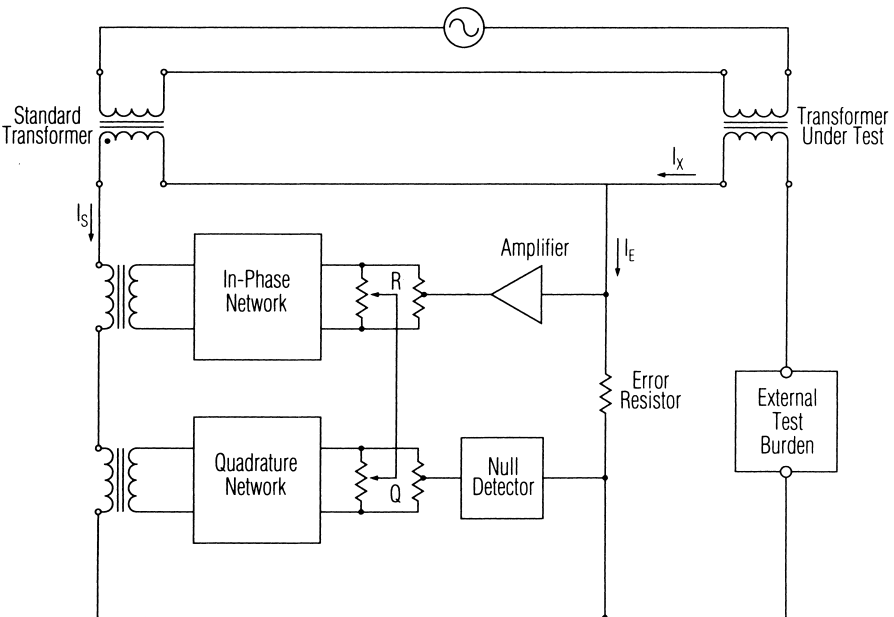 Standard
Transformer
Transformer
Under Test
I_X
I_S
Amplifier
I_E
In-Phase
Network
R
Error
Resistor
External
Test
Burden
Quadrature
Network
Null
Detector
Q